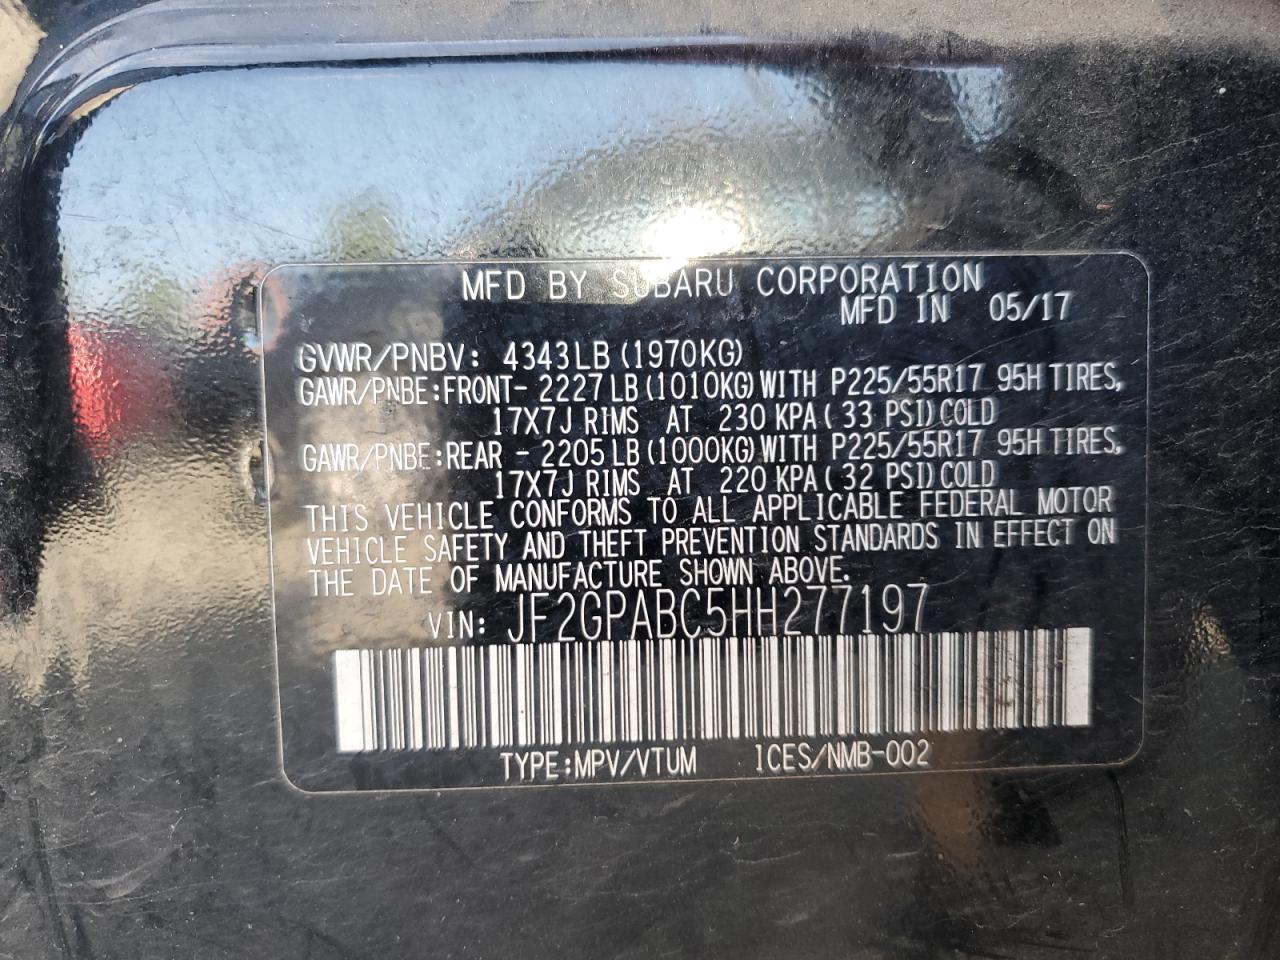 MFD BY SUBARU CORPORATION
MFD IN 05/17
GVWR/PNBV: 4343LB(1970KG)
GAWR/PNBE:FRONT- 2227LB(1010KG)WITH P225/55R17 95H TIRES,
17X7J RIMS AT 230 KPA( 33 PSI)COLD
GAWR/PNBE:REAR - 2205LB(1000KG)WITH P225/55R17 95H TIRES,
17X7J RIMS AT 220 KPA( 32 PSI)COLD
THIS VEHICLE CONFORMS TO ALL APPLICABLE FEDERAL MOTOR
VEHICLE SAFETY AND THEFT PREVENTION STANDARDS IN EFFECT ON
THE DATE OF MANUFACTURE SHOWN ABOVE.
VIN: JF2GPABC5HH277197
TYPE:MPV/VTUM ICES/NMB-002